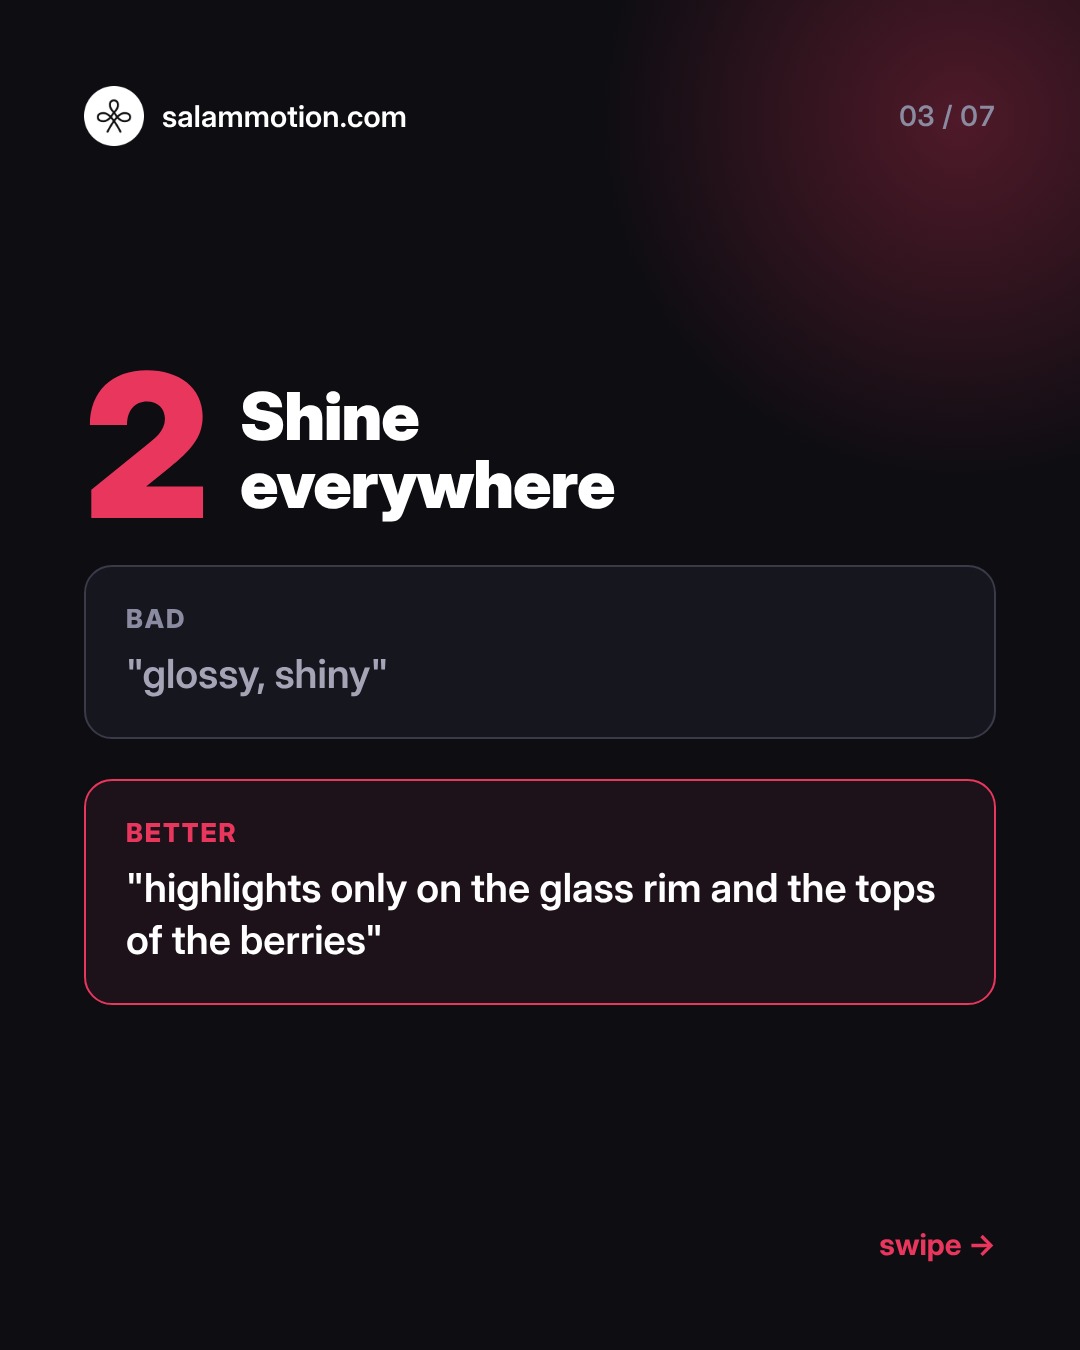 salammotion.com
03 / 07
2
Shine
everywhere
BAD
"glossy, shiny"
BETTER
"highlights only on the glass rim and the tops
of the berries"
swipe →